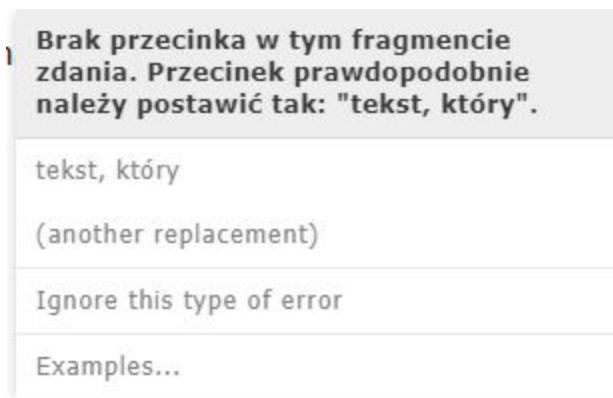 Brak przecinka w tym fragmencie
zdania. Przecinek prawdopodobnie
należy postawić tak: "tekst, który".
tekst, który
(another replacement)
Ignore this type of error
Examples...